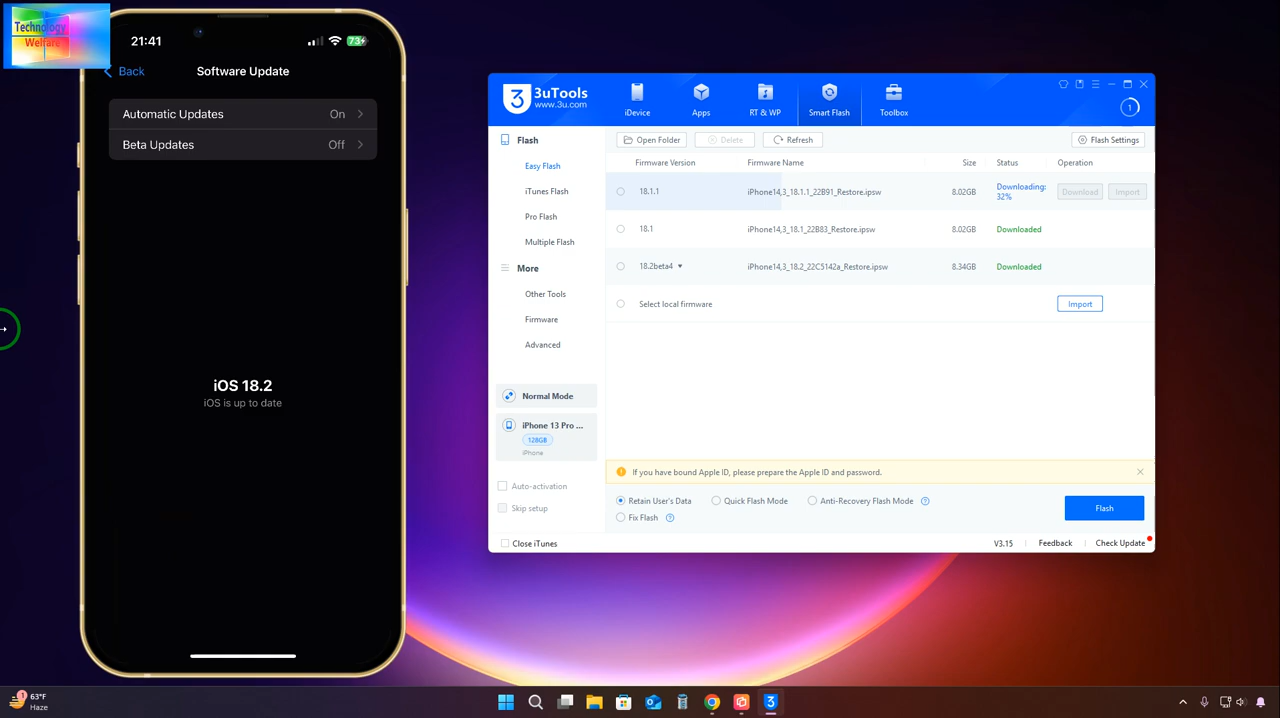 Technology
Welfare
21:41
73
Back
Software Update
Automatic Updates On
Beta Updates Off
iOS 18.2
iOS is up to date
3uTools
www.3u.com
iDevice
Apps
RT & WP
Smart Flash
Toolbox
1
Flash
Easy Flash
iTunes Flash
Pro Flash
Multiple Flash
More
Other Tools
Firmware
Advanced
Normal Mode
iPhone 13 Pro ...
128GB
iPhone
Auto-activation
Skip setup
Close iTunes
Open Folder Delete Refresh Flash Settings
Firmware Version Firmware Name Size Status Operation
18.1.1 iPhone14,3_18.1.1_22B91_Restore.ipsw 8.02GB Downloading: 32% Download Import
18.1 iPhone14,3_18.1_22B83_Restore.ipsw 8.02GB Downloaded
18.2beta4 iPhone14,3_18.2_22C5142a_Restore.ipsw 8.34GB Downloaded
Select local firmware Import
If you have bound Apple ID, please prepare the Apple ID and password.
Retain User's Data Quick Flash Mode Anti-Recovery Flash Mode
Fix Flash
Flash
V3.15 Feedback Check Update
1
63°F
Haze